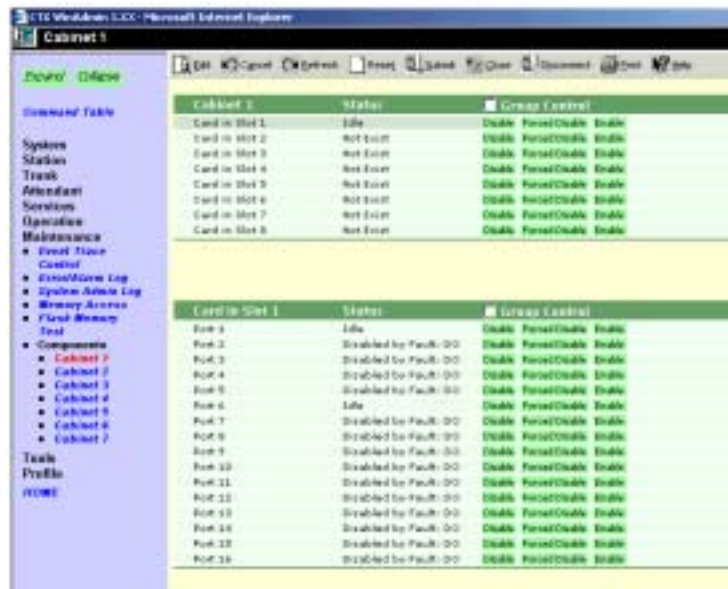 CTX WinAdmin 1.XX - Microsoft Internet Explorer
Cabinet 1
Expand Collapse
Edit Cancel Refresh Reset Submit Close Disconnect Print Help
Command Table
System
Station
Trunk
Attendant
Services
Operation
Maintenance
Event Trace
Control
Error/Alarm Log
System Admin Log
Memory Access
Flash Memory
Test
Components
Cabinet 1
Cabinet 2
Cabinet 3
Cabinet 4
Cabinet 5
Cabinet 6
Cabinet 7
Tools
Profile
HOME
Cabinet 1 Status Group Control
Card in Slot 1 Idle Disable Forced Disable Enable
Card in Slot 2 Not Exist Disable Forced Disable Enable
Card in Slot 3 Not Exist Disable Forced Disable Enable
Card in Slot 4 Not Exist Disable Forced Disable Enable
Card in Slot 5 Not Exist Disable Forced Disable Enable
Card in Slot 6 Not Exist Disable Forced Disable Enable
Card in Slot 7 Not Exist Disable Forced Disable Enable
Card in Slot 8 Not Exist Disable Forced Disable Enable
Card in Slot 1 Status Group Control
Port 1 Idle Disable Forced Disable Enable
Port 2 Disabled by Fault: Disable Forced Disable Enable
Port 3 Disabled by Fault: Disable Forced Disable Enable
Port 4 Disabled by Fault: Disable Forced Disable Enable
Port 5 Disabled by Fault: Disable Forced Disable Enable
Port 6 Idle Disable Forced Disable Enable
Port 7 Disabled by Fault: Disable Forced Disable Enable
Port 8 Disabled by Fault: Disable Forced Disable Enable
Port 9 Disabled by Fault: Disable Forced Disable Enable
Port 10 Disabled by Fault: Disable Forced Disable Enable
Port 11 Disabled by Fault: Disable Forced Disable Enable
Port 12 Disabled by Fault: Disable Forced Disable Enable
Port 13 Disabled by Fault: Disable Forced Disable Enable
Port 14 Disabled by Fault: Disable Forced Disable Enable
Port 15 Disabled by Fault: Disable Forced Disable Enable
Port 16 Disabled by Fault: Disable Forced Disable Enable